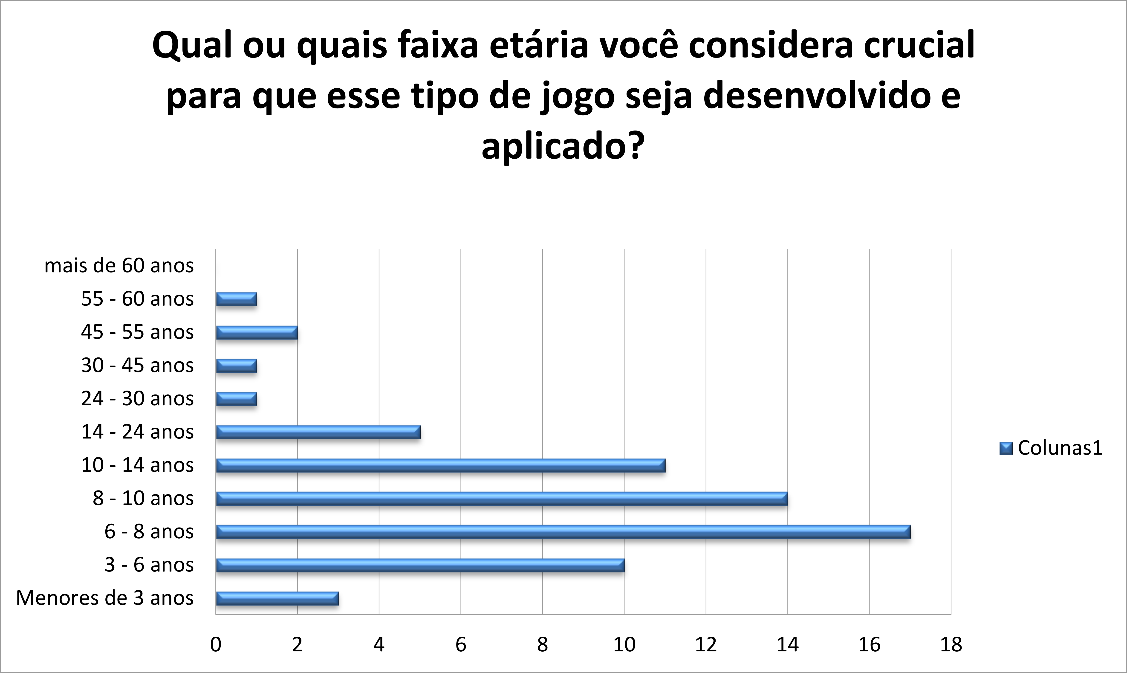 Qual ou quais faixa etária você considera crucial
para que esse tipo de jogo seja desenvolvido e
aplicado?
mais de 60 anos
55 - 60 anos
45 - 55 anos
30 - 45 anos
24 - 30 anos
14 - 24 anos
10 - 14 anos
8 - 10 anos
6 - 8 anos
3 - 6 anos
Menores de 3 anos
0 2 4 6 8 10 12 14 16 18
Colunas1